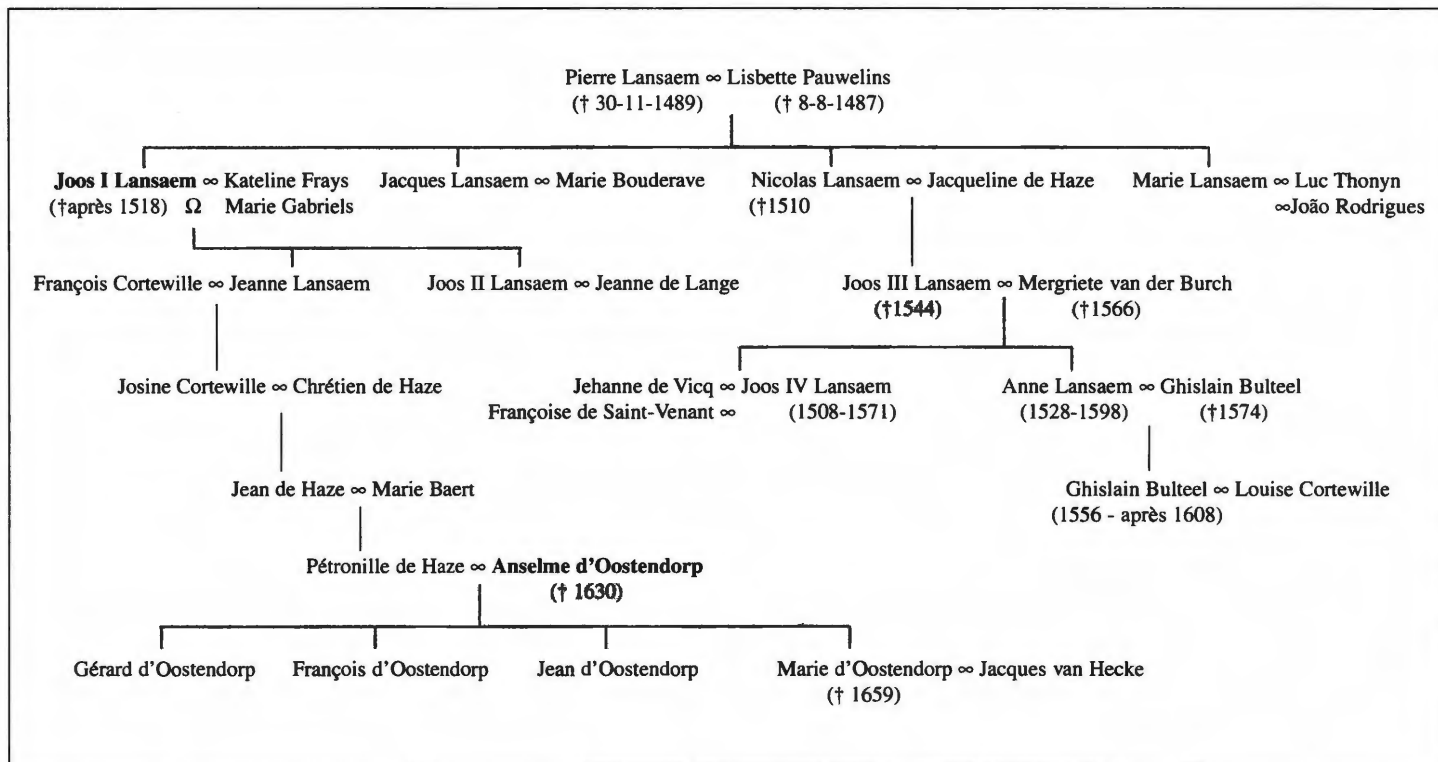 Pierre Lansaem ∞ Lisbette Pauwelins
(† 30-11-1489) († 8-8-1487)
Joos I Lansaem ∞ Kateline Frays Jacques Lansaem ∞ Marie Bouderave Nicolas Lansaem ∞ Jacqueline de Haze Marie Lansaem ∞ Luc Thonyn
(†après 1518) Ω Marie Gabriels (†1510 ∞João Rodrigues
François Cortewille ∞ Jeanne Lansaem Joos II Lansaem ∞ Jeanne de Lange Joos III Lansaem ∞ Mergriete van der Burch
(†1544) (†1566)
Josine Cortewille ∞ Chrétien de Haze Jehanne de Vicq ∞ Joos IV Lansaem Anne Lansaem ∞ Ghislain Bulteel
Françoise de Saint-Venant ∞ (1508-1571) (1528-1598) (†1574)
Jean de Haze ∞ Marie Baert Ghislain Bulteel ∞ Louise Cortewille
(1556 - après 1608)
Pétronille de Haze ∞ Anselme d'Oostendorp
(† 1630)
Gérard d'Oostendorp François d'Oostendorp Jean d'Oostendorp Marie d'Oostendorp ∞ Jacques van Hecke
(† 1659)